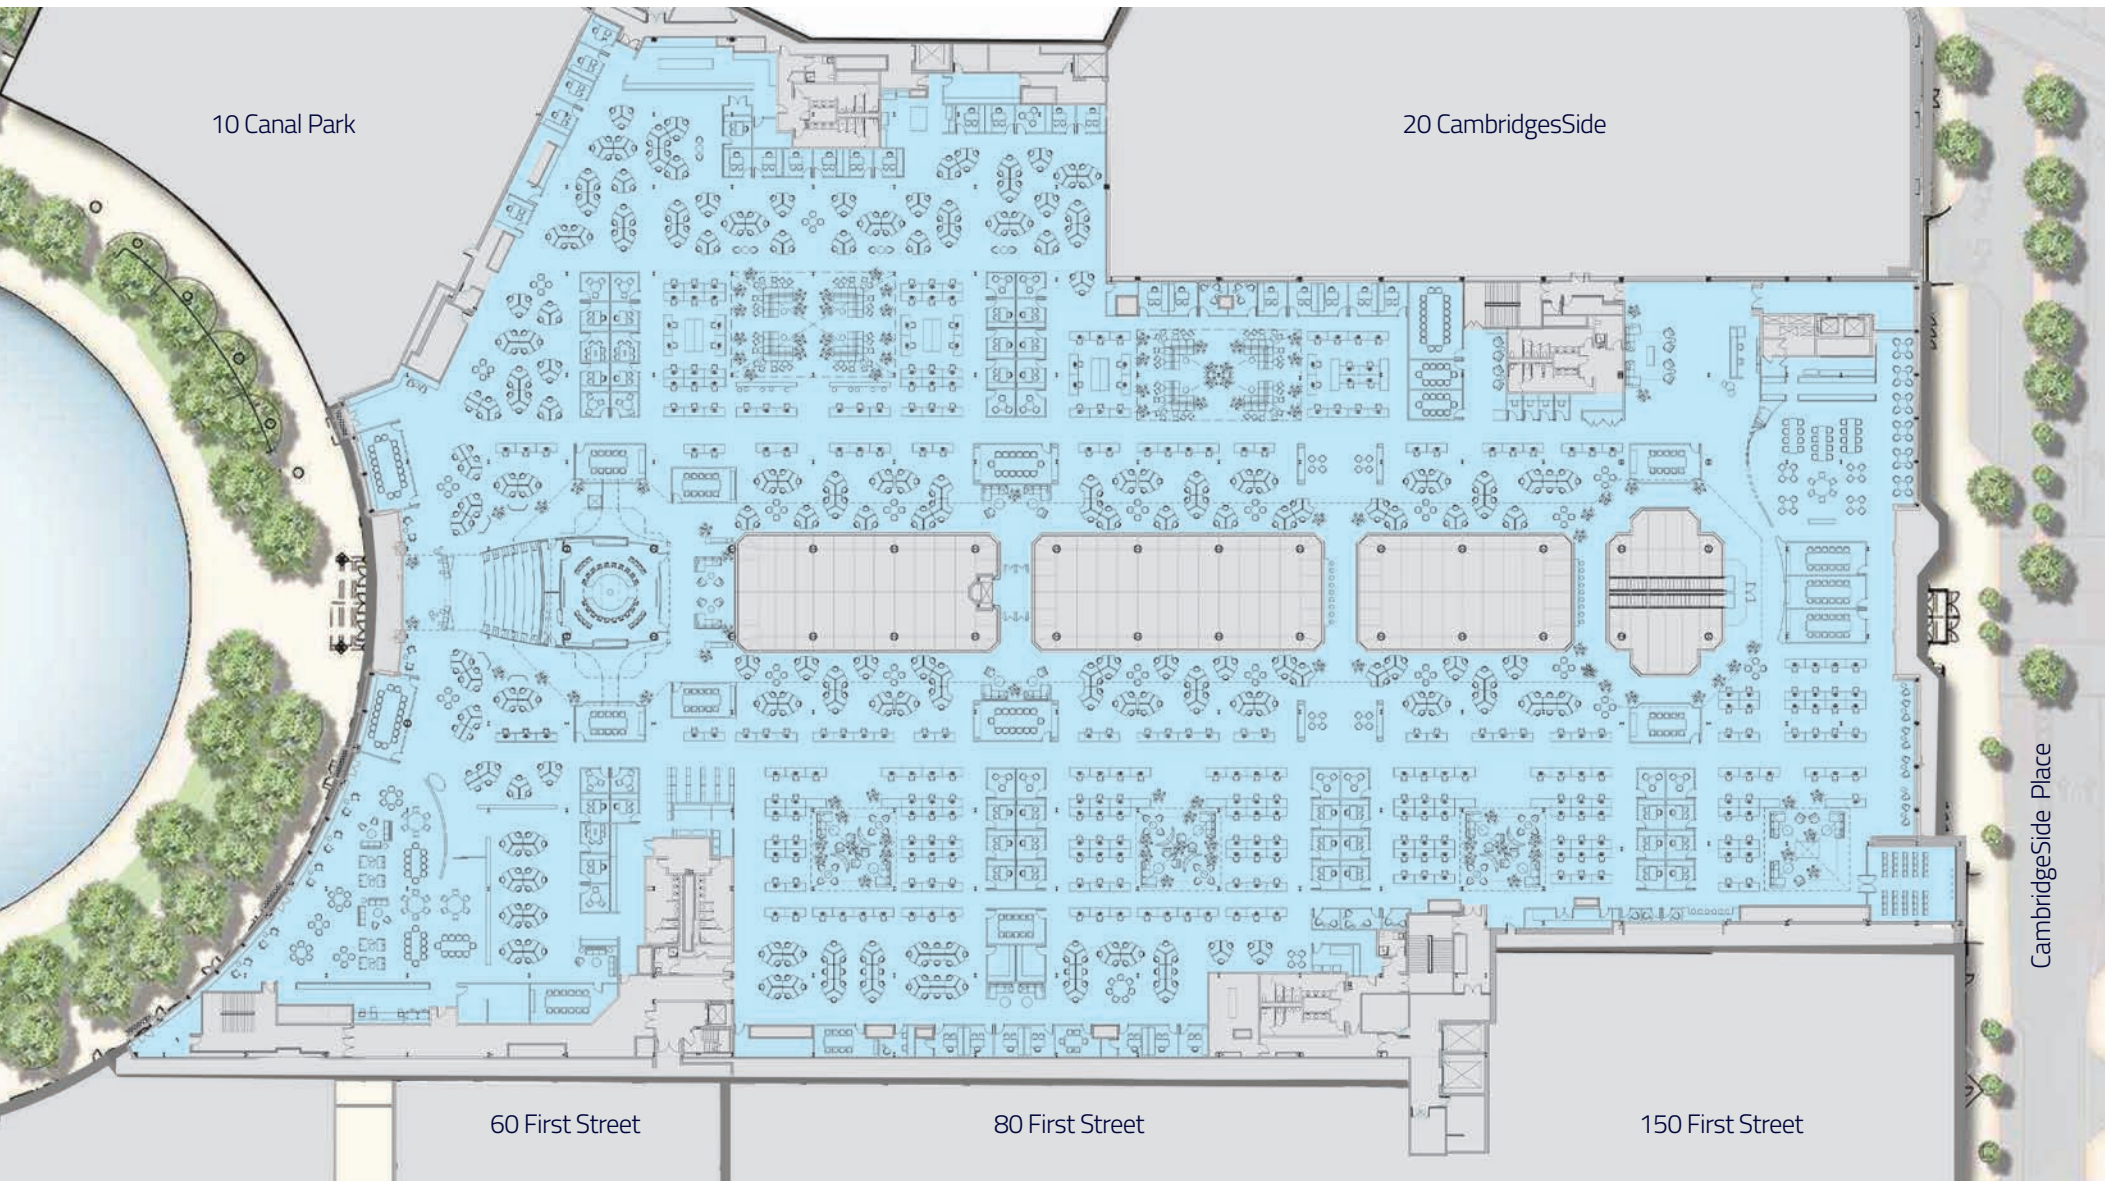 10 Canal Park
20 CambridgesSide
CambridgeSide Place
60 First Street
80 First Street
150 First Street